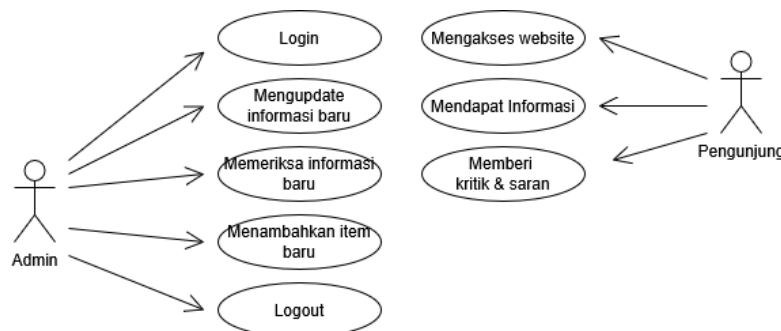 Login
Mengupdate
informasi baru
Memeriksa informasi
baru
Menambahkan item
baru
Logout
Admin
Mengakses website
Mendapat Informasi
Memberi
kritik & saran
Pengunjung